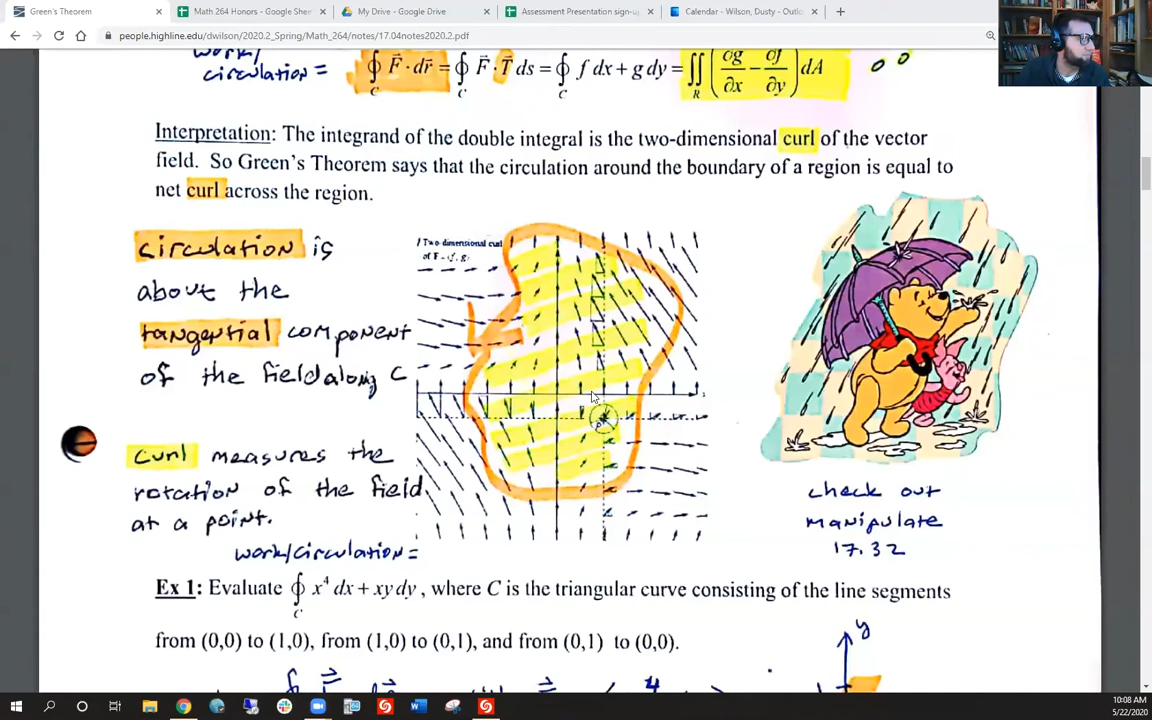 Green's Theorem
Math 264 Honors - Google Sheet
My Drive - Google Drive
Assessment Presentation sign-u
Calendar - Wilson, Dusty - Outlo
people.highline.edu/dwilson/2020.2_Spring/Math_264/notes/17.04notes2020.2.pdf
work/
circulation = ∮_C F⃗ · dr⃗ = ∮_C F⃗ · T⃗ ds = ∮_C f dx + g dy = ∬_R (∂g/∂x − ∂f/∂y) dA
Interpretation: The integrand of the double integral is the two-dimensional curl of the vector
field. So Green's Theorem says that the circulation around the boundary of a region is equal to
net curl across the region.
circulation is
about the
tangential component
of the field along C
Two-dimensional curl
of F =
curl measures the
rotation of the field
at a point.
work/circulation =
P
check out
manipulate
17.32
Ex 1: Evaluate ∮_C x⁴ dx + xy dy, where C is the triangular curve consisting of the line segments
from (0,0) to (1,0), from (1,0) to (0,1), and from (0,1) to (0,0).
y
10:08 AM
5/22/2020